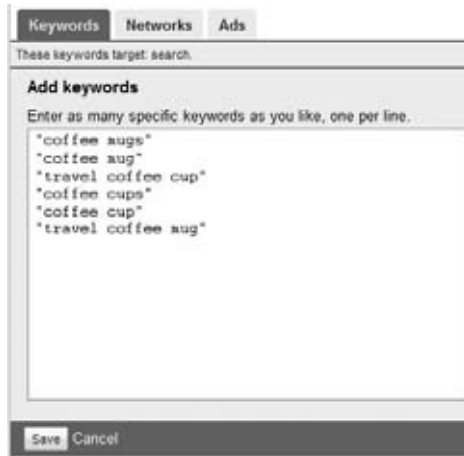 Keywords Networks Ads
These keywords target: search.
Add keywords
Enter as many specific keywords as you like, one per line.
"coffee mugs"
"coffee mug"
"travel coffee cup"
"coffee cups"
"coffee cup"
"travel coffee mug"
Save Cancel